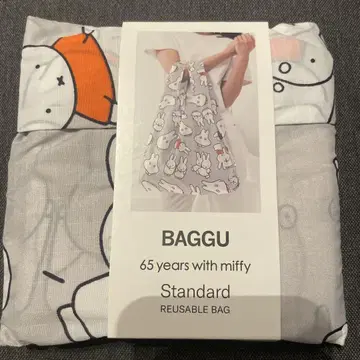 BAGGU
65 years with miffy
Standard
REUSABLE BAG